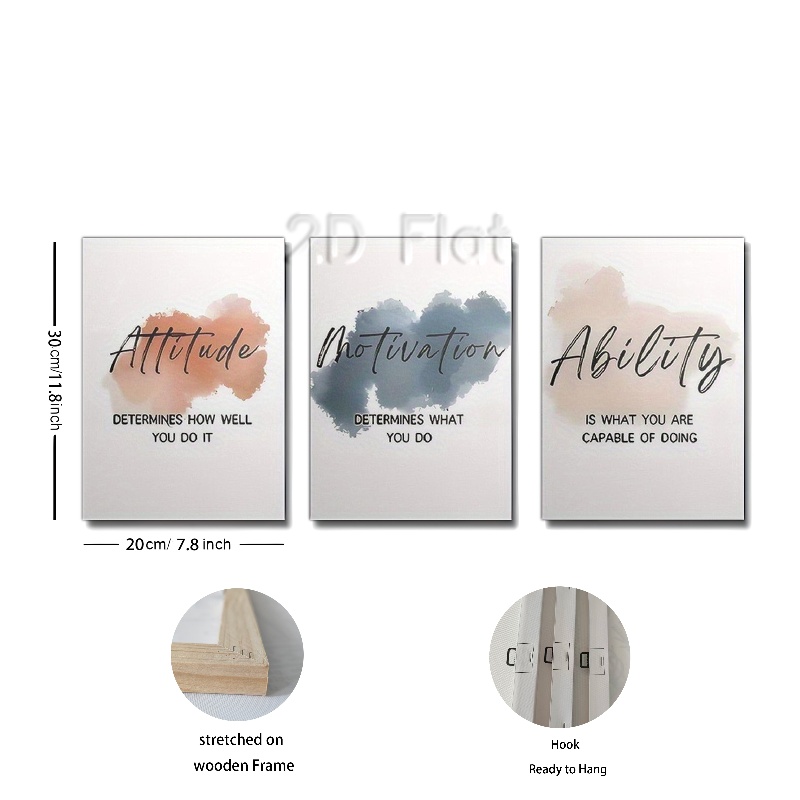 2D Flat
Attitude
DETERMINES HOW WELL
YOU DO IT
Motivation
DETERMINES WHAT
YOU DO
Ability
IS WHAT YOU ARE
CAPABLE OF DOING
30cm/11.8inch
20cm/ 7.8 inch
stretched on
wooden Frame
Hook
Ready to Hang